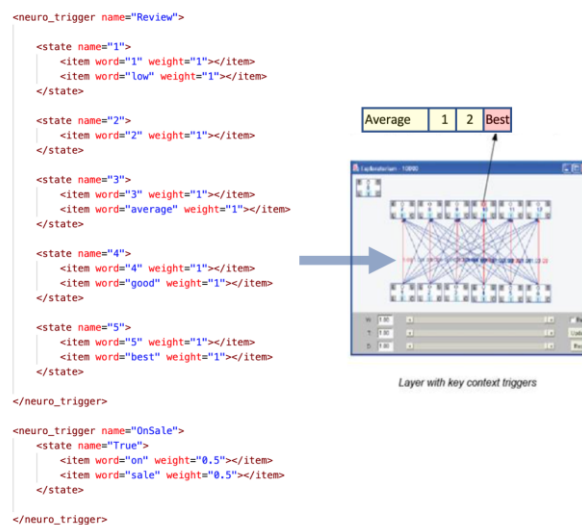 <neuro_trigger name="Review">
<state name="1">
<item word="1" weight="1"></item>
<item word="low" weight="1"></item>
</state>
<state name="2">
<item word="2" weight="1"></item>
</state>
<state name="3">
<item word="3" weight="1"></item>
<item word="average" weight="1"></item>
</state>
<state name="4">
<item word="4" weight="1"></item>
<item word="good" weight="1"></item>
</state>
<state name="5">
<item word="5" weight="1"></item>
<item word="best" weight="1"></item>
</state>
</neuro_trigger>
<neuro_trigger name="OnSale">
<state name="True">
<item word="on" weight="0.5"></item>
<item word="sale" weight="0.5"></item>
</state>
</neuro_trigger>
Average 1 2 Best
Layer with key context triggers